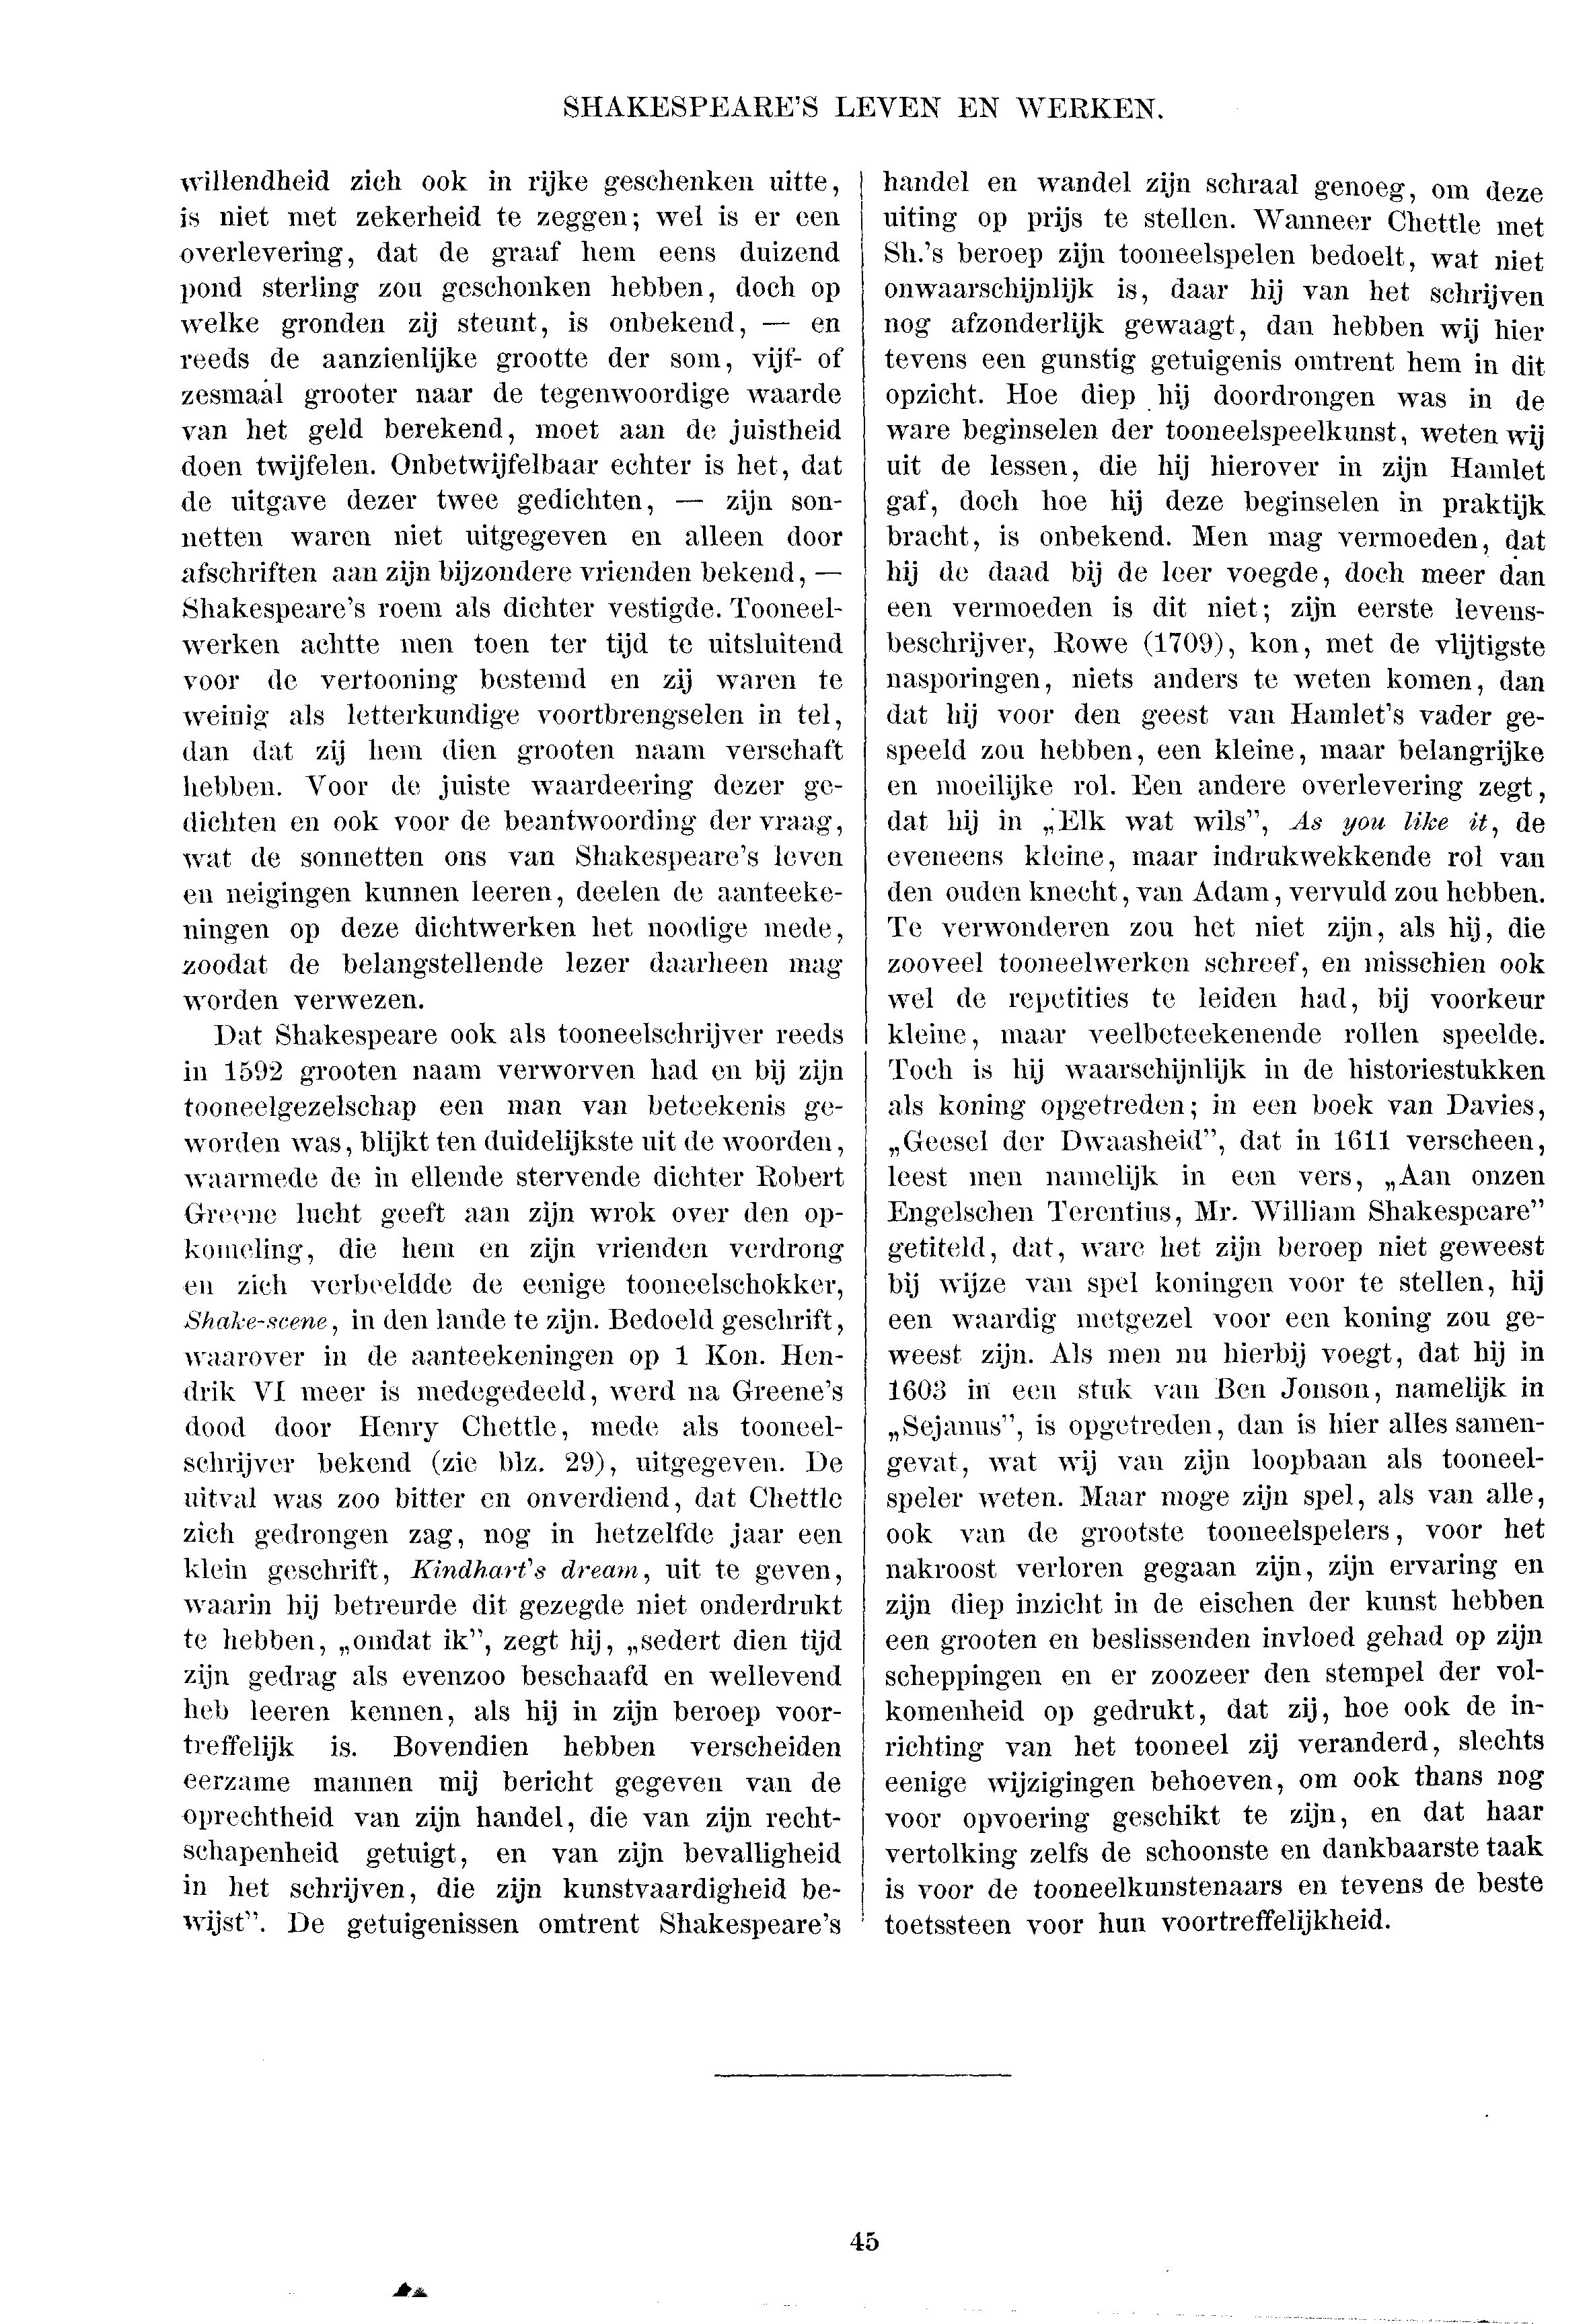 SHAKESPEARE'S LEVEN EN WERKEN.
willendheid zich ook in rijke geschenken uitte,
is niet met zekerheid te zeggen; wel is er een
overlevering, dat de graaf hem eens duizend
pond sterling zou geschonken hebben, doch op
welke gronden zij steunt, is onbekend, — en
reeds de aanzienlijke grootte der som, vijf- of
zesmaal grooter naar de tegenwoordige waarde
van het geld berekend, moet aan de juistheid
doen twijfelen. Onbetwijfelbaar echter is het, dat
de uitgave dezer twee gedichten, — zijn son-
netten waren niet uitgegeven en alleen door
afschriften aan zijn bijzondere vrienden bekend, —
Shakespeare's roem als dichter vestigde. Tooneel-
werken achtte men toen ter tijd te uitsluitend
voor de vertooning bestemd en zij waren te
weinig als letterkundige voortbrengselen in tel,
dan dat zij hem dien grooten naam verschaft
hebben. Voor de juiste waardeering dezer ge-
dichten en ook voor de beantwoording der vraag,
wat de sonnetten ons van Shakespeare's leven
en neigingen kunnen leeren, deelen de aanteeke-
ningen op deze dichtwerken het noodige mede,
zoodat de belangstellende lezer daarheen mag
worden verwezen.
Dat Shakespeare ook als tooneelschrijver reeds
in 1592 grooten naam verworven had en bij zijn
tooneelgezelschap een man van beteekenis ge-
worden was, blijkt ten duidelijkste uit de woorden,
waarmede de in ellende stervende dichter Robert
Greene lucht geeft aan zijn wrok over den op-
komeling, die hem en zijn vrienden verdrong
en zich verbeeldde de eenige tooneelschokker,
Shake-scene, in den lande te zijn. Bedoeld geschrift,
waarover in de aanteekeningen op 1 Kon. Hen-
drik VI meer is medegedeeld, werd na Greene's
dood door Henry Chettle, mede als tooneel-
schrijver bekend (zie blz. 29), uitgegeven. De
uitval was zoo bitter en onverdiend, dat Chettle
zich gedrongen zag, nog in hetzelfde jaar een
klein geschrift, Kindhart's dream, uit te geven,
waarin hij betreurde dit gezegde niet onderdrukt
te hebben, „omdat ik”, zegt hij, „sedert dien tijd
zijn gedrag als evenzoo beschaafd en wellevend
heb leeren kennen, als hij in zijn beroep voor-
treffelijk is. Bovendien hebben verscheiden
eerzame mannen mij bericht gegeven van de
oprechtheid van zijn handel, die van zijn recht-
schapenheid getuigt, en van zijn bevalligheid
in het schrijven, die zijn kunstvaardigheid be-
wijst”. De getuigenissen omtrent Shakespeare's
handel en wandel zijn schraal genoeg, om deze
uiting op prijs te stellen. Wanneer Chettle met
Sh.'s beroep zijn tooneelspelen bedoelt, wat niet
onwaarschijnlijk is, daar hij van het schrijven
nog afzonderlijk gewaagt, dan hebben wij hier
tevens een gunstig getuigenis omtrent hem in dit
opzicht. Hoe diep hij doordrongen was in de
ware beginselen der tooneelspeelkunst, weten wij
uit de lessen, die hij hierover in zijn Hamlet
gaf, doch hoe hij deze beginselen in praktijk
bracht, is onbekend. Men mag vermoeden, dat
hij de daad bij de leer voegde, doch meer dan
een vermoeden is dit niet; zijn eerste levens-
beschrijver, Rowe (1709), kon, met de vlijtigste
nasporingen, niets anders te weten komen, dan
dat hij voor den geest van Hamlet's vader ge-
speeld zou hebben, een kleine, maar belangrijke
en moeilijke rol. Een andere overlevering zegt,
dat hij in „Elk wat wils”, As you like it, de
eveneens kleine, maar indrukwekkende rol van
den ouden knecht, van Adam, vervuld zou hebben.
Te verwonderen zou het niet zijn, als hij, die
zooveel tooneelwerken schreef, en misschien ook
wel de repetities te leiden had, bij voorkeur
kleine, maar veelbeteekenende rollen speelde.
Toch is hij waarschijnlijk in de historiestukken
als koning opgetreden; in een boek van Davies,
„Geesel der Dwaasheid”, dat in 1611 verscheen,
leest men namelijk in een vers, „Aan onzen
Engelschen Terentius, Mr. William Shakespeare”
getiteld, dat, ware het zijn beroep niet geweest
bij wijze van spel koningen voor te stellen, hij
een waardig metgezel voor een koning zou ge-
weest zijn. Als men nu hierbij voegt, dat hij in
1603 in een stuk van Ben Jonson, namelijk in
„Sejanus”, is opgetreden, dan is hier alles samen-
gevat, wat wij van zijn loopbaan als tooneel-
speler weten. Maar moge zijn spel, als van alle,
ook van de grootste tooneelspelers, voor het
nakroost verloren gegaan zijn, zijn ervaring en
zijn diep inzicht in de eischen der kunst hebben
een grooten en beslissenden invloed gehad op zijn
scheppingen en er zoozeer den stempel der vol-
komenheid op gedrukt, dat zij, hoe ook de in-
richting van het tooneel zij veranderd, slechts
eenige wijzigingen behoeven, om ook thans nog
voor opvoering geschikt te zijn, en dat haar
vertolking zelfs de schoonste en dankbaarste taak
is voor de tooneelkunstenaars en tevens de beste
toetssteen voor hun voortreffelijkheid.
45